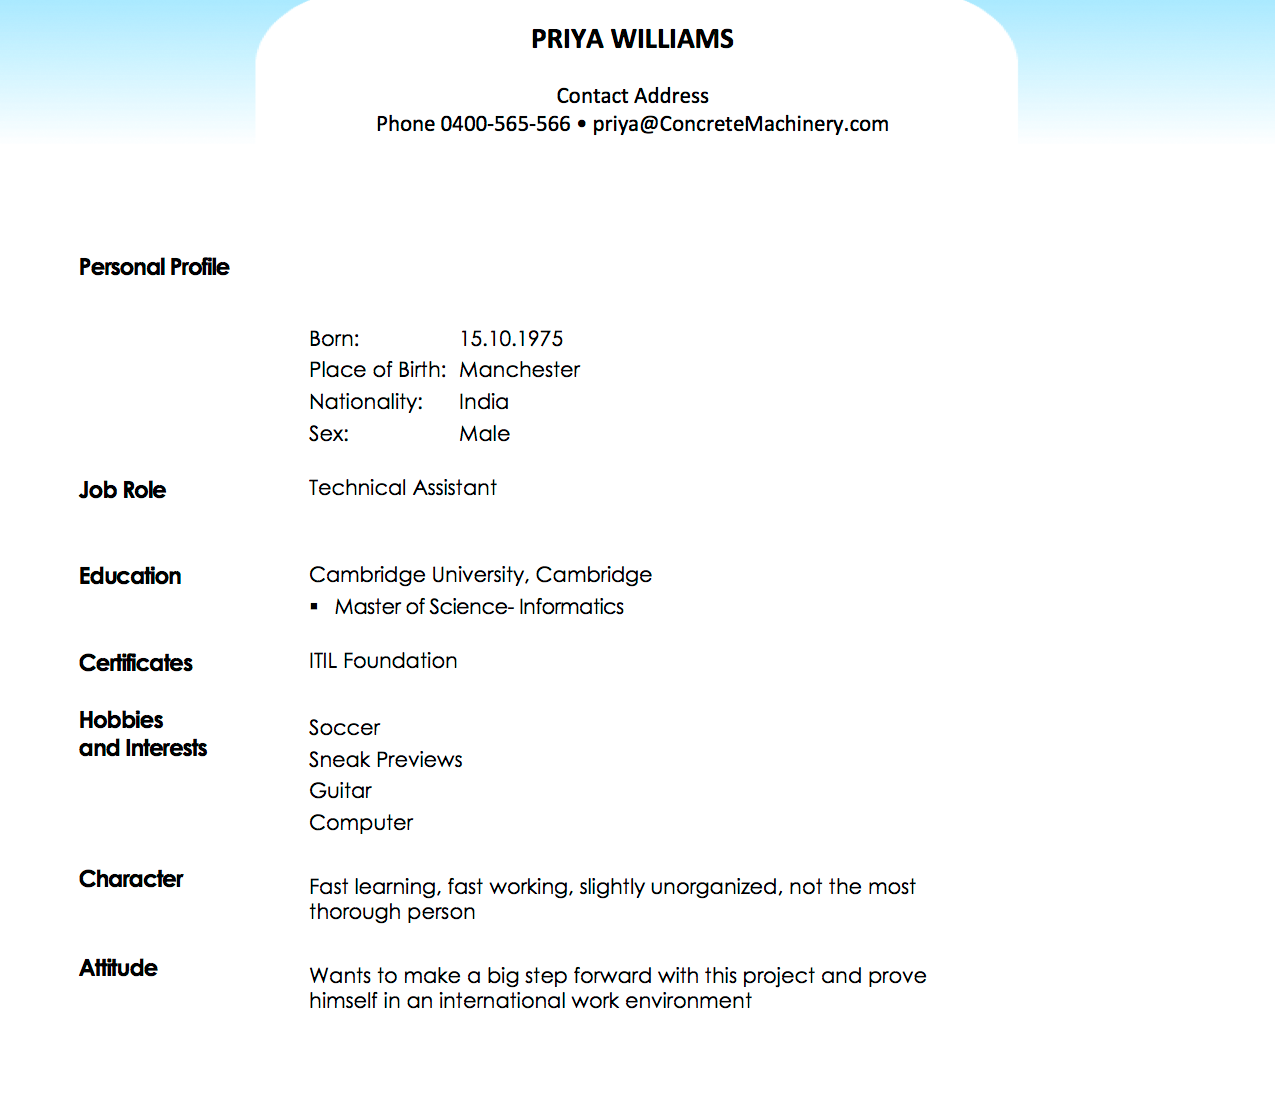 PRIYA WILLIAMS
Contact Address
Phone 0400-565-566 • priya@ConcreteMachinery.com
Personal Profile
Born: 15.10.1975
Place of Birth: Manchester
Nationality: India
Sex: Male
Job Role Technical Assistant
Education Cambridge University, Cambridge
▪ Master of Science- Informatics
Certificates ITIL Foundation
Hobbies
and Interests
Soccer
Sneak Previews
Guitar
Computer
Character
Fast learning, fast working, slightly unorganized, not the most
thorough person
Attitude
Wants to make a big step forward with this project and prove
himself in an international work environment